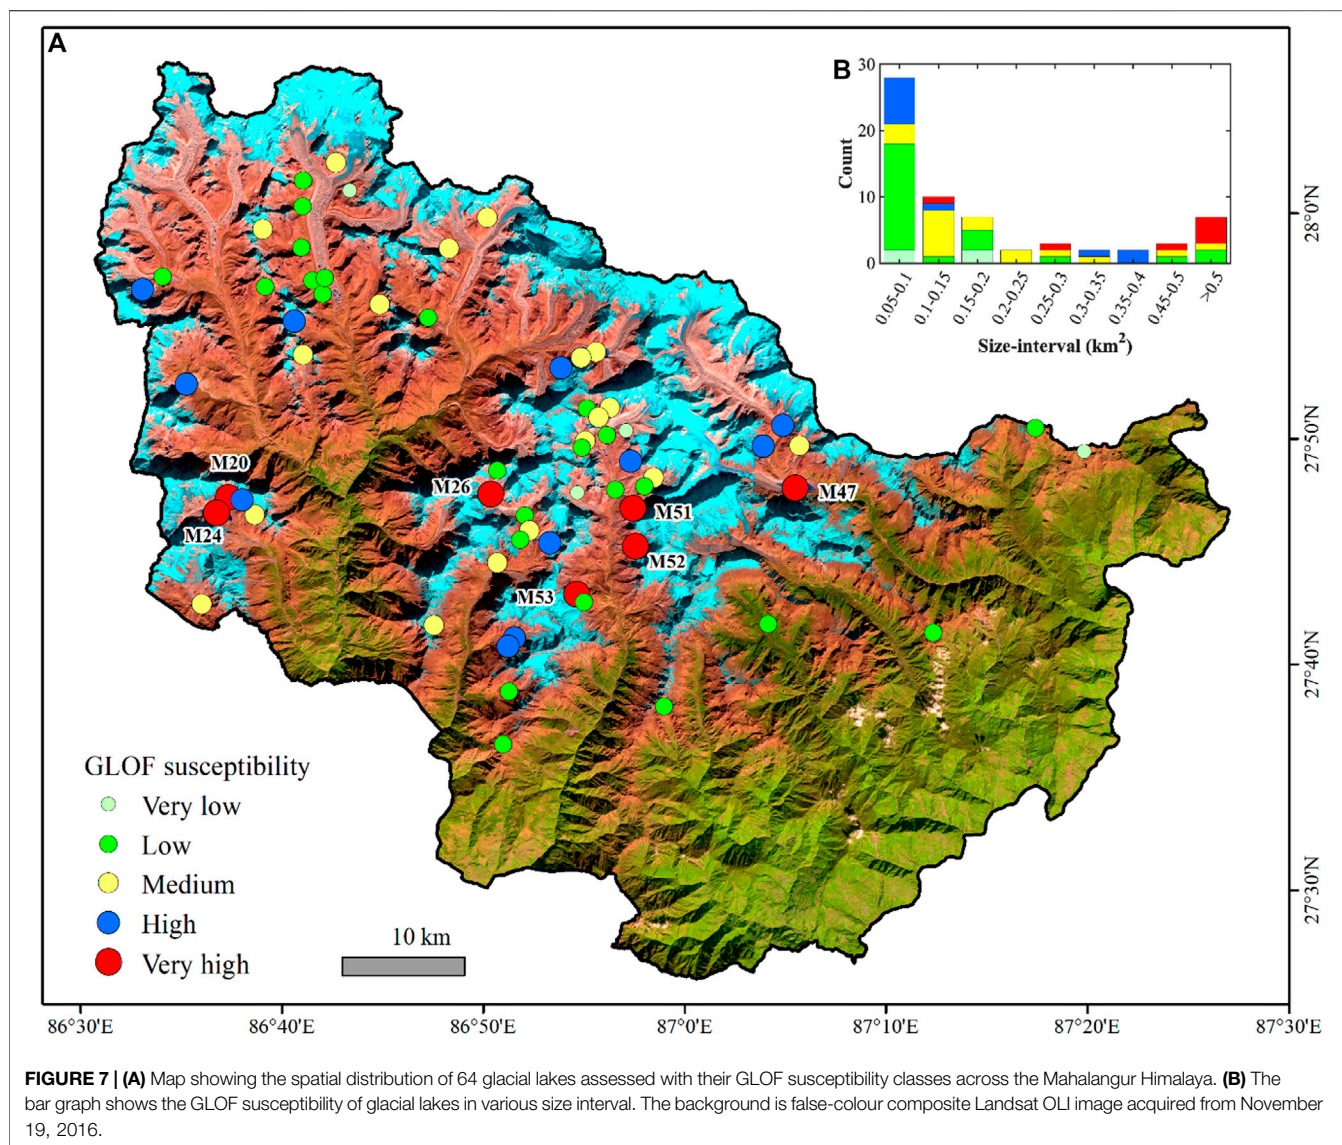 A
B
30
20
10
0
Count
0.05-0.1
0.1-0.15
0.15-0.2
0.2-0.25
0.25-0.3
0.3-0.35
0.35-0.4
0.45-0.5
>0.5
Size-interval (km²)
28°0'N
27°50'N
27°40'N
27°30'N
M20
M24
M26
M47
M51
M52
M53
GLOF susceptibility
Very low
Low
Medium
High
Very high
10 km
86°30'E
86°40'E
86°50'E
87°0'E
87°10'E
87°20'E
87°30'E
FIGURE 7 | (A) Map showing the spatial distribution of 64 glacial lakes assessed with their GLOF susceptibility classes across the Mahalangur Himalaya. (B) The
bar graph shows the GLOF susceptibility of glacial lakes in various size interval. The background is false-colour composite Landsat OLI image acquired from November
19, 2016.